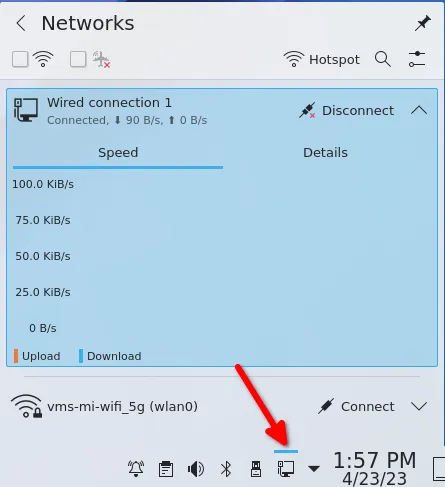 Networks
Hotspot
Wired connection 1
Disconnect
Connected, ⬇ 90 B/s, ⬆ 0 B/s
Speed
Details
100.0 KiB/s
75.0 KiB/s
50.0 KiB/s
25.0 KiB/s
0 B/s
Upload
Download
vms-mi-wifi_5g (wlan0)
Connect
1:57 PM
4/23/23